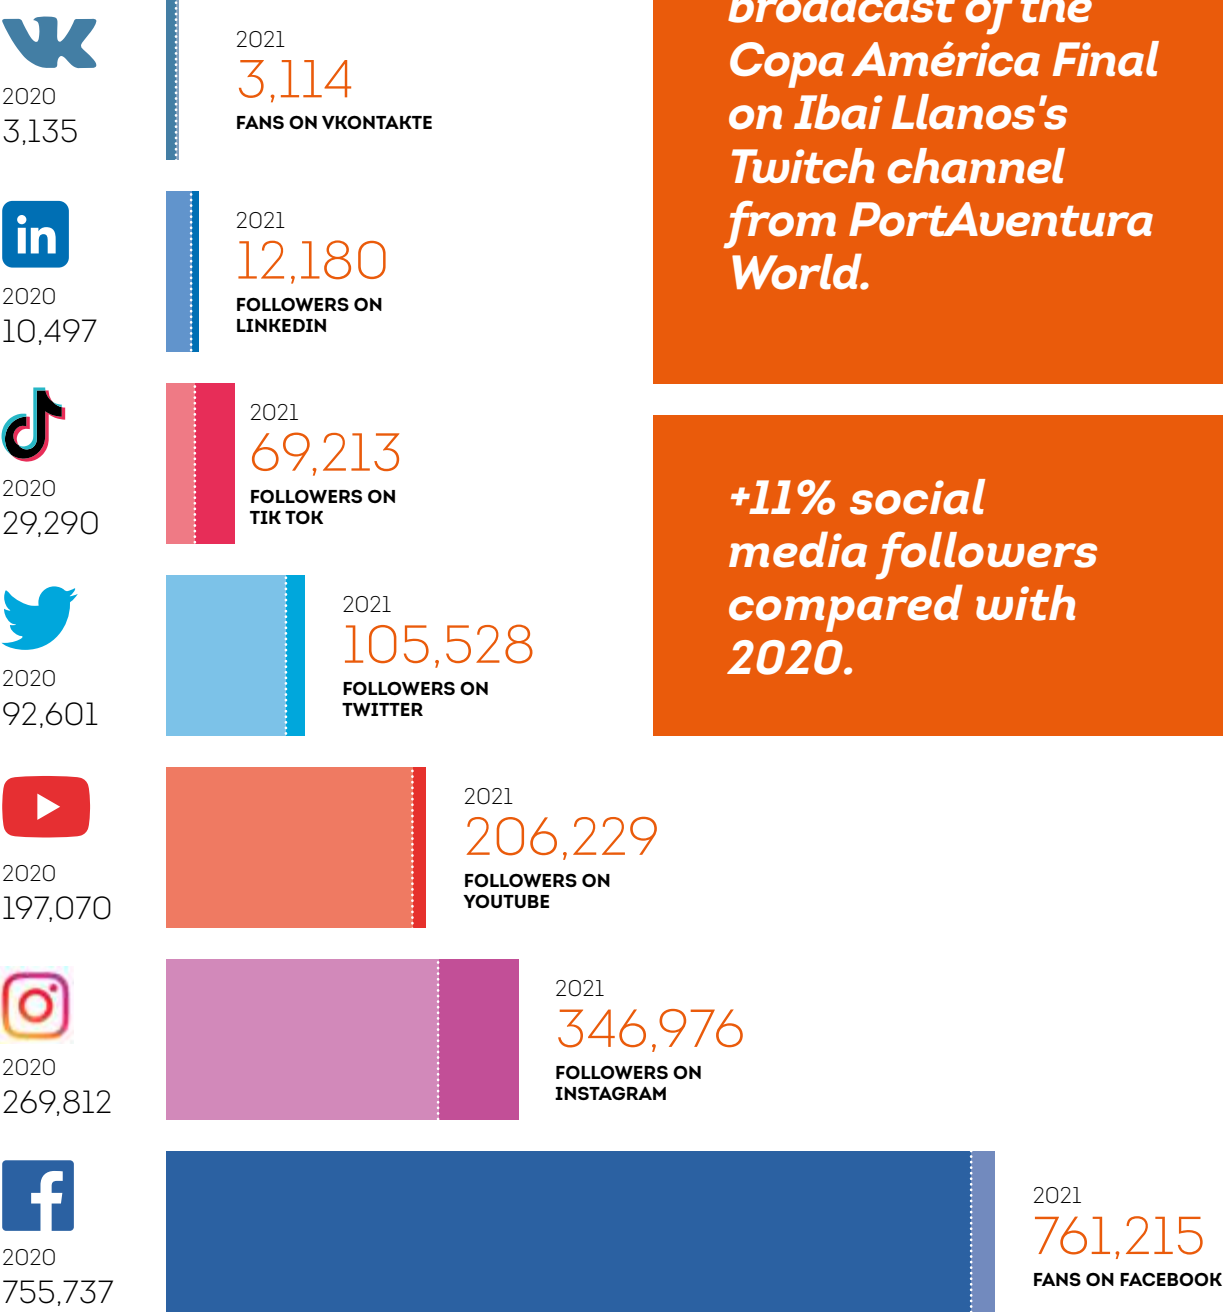 2020
3,135
2021
3,114
FANS ON VKONTAKTE
in
2020
10,497
2021
12,180
FOLLOWERS ON
LINKEDIN
2020
29,290
2021
69,213
FOLLOWERS ON
TIK TOK
2020
92,601
2021
105,528
FOLLOWERS ON
TWITTER
2020
197,070
2021
206,229
FOLLOWERS ON
YOUTUBE
2020
269,812
2021
346,976
FOLLOWERS ON
INSTAGRAM
2020
755,737
2021
761,215
FANS ON FACEBOOK
broadcast of the
Copa América Final
on Ibai Llanos's
Twitch channel
from PortAventura
World.
+11% social
media followers
compared with
2020.